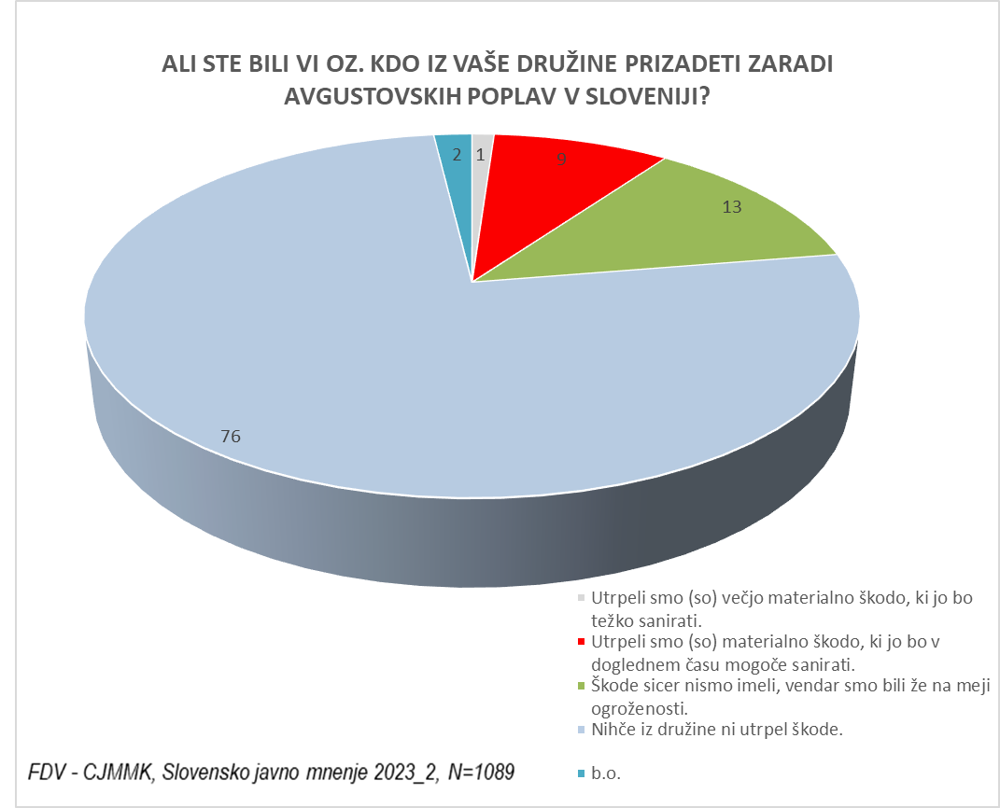 ALI STE BILI VI OZ. KDO IZ VAŠE DRUŽINE PRIZADETI ZARADI
AVGUSTOVSKIH POPLAV V SLOVENIJI?
2
1
9
13
76
Utrpeli smo (so) večjo materialno škodo, ki jo bo
težko sanirati.
Utrpeli smo (so) materialno škodo, ki jo bo v
doglednem času mogoče sanirati.
Škode sicer nismo imeli, vendar smo bili že na meji
ogroženosti.
Nihče iz družine ni utrpel škode.
b.o.
FDV - CJMMK, Slovensko javno mnenje 2023_2, N=1089